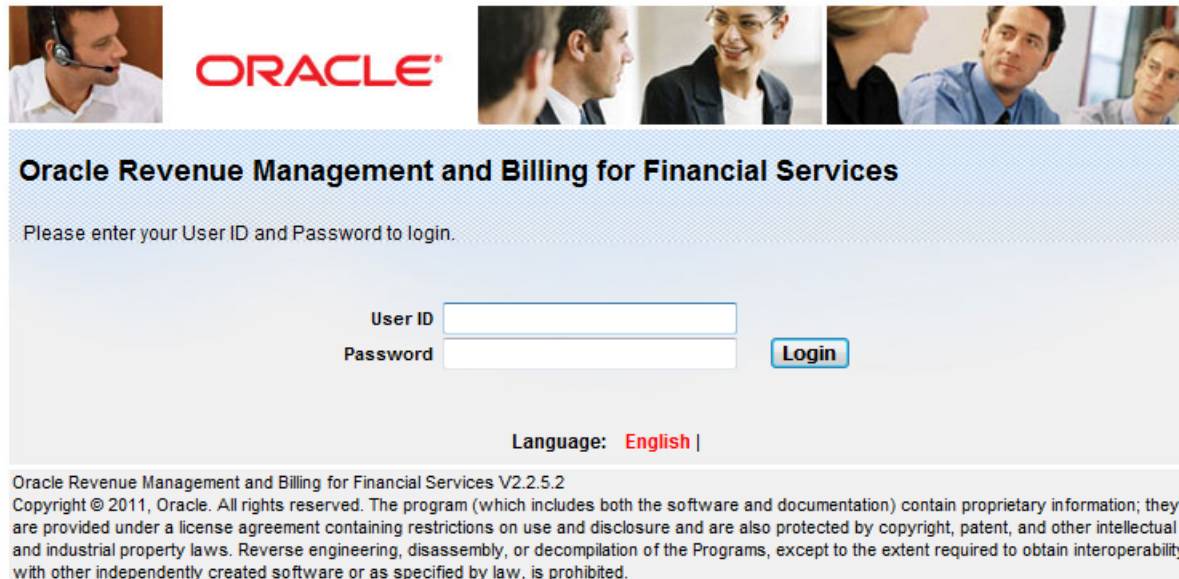 ORACLE®
Oracle Revenue Management and Billing for Financial Services
Please enter your User ID and Password to login.
User ID
Password
Login
Language: English |
Oracle Revenue Management and Billing for Financial Services V2.2.5.2
Copyright © 2011, Oracle. All rights reserved. The program (which includes both the software and documentation) contain proprietary information; they
are provided under a license agreement containing restrictions on use and disclosure and are also protected by copyright, patent, and other intellectual
and industrial property laws. Reverse engineering, disassembly, or decompilation of the Programs, except to the extent required to obtain interoperability
with other independently created software or as specified by law, is prohibited.